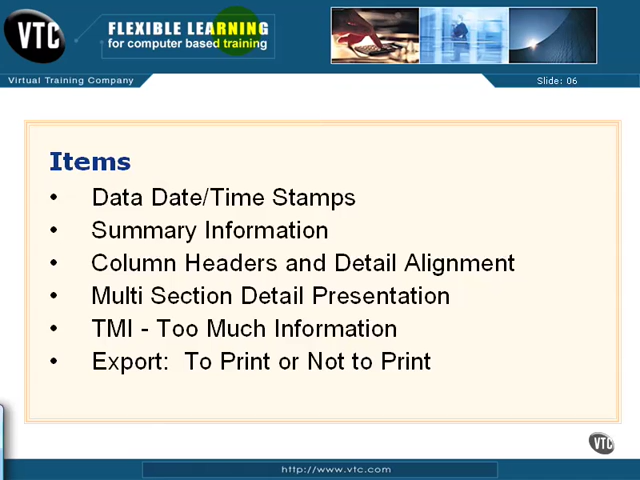 VTC
FLEXIBLE LEARNING
for computer based training
Virtual Training Company
Slide: 06
Items
• Data Date/Time Stamps
• Summary Information
• Column Headers and Detail Alignment
• Multi Section Detail Presentation
• TMI - Too Much Information
• Export: To Print or Not to Print
VTC
http://www.vtc.com